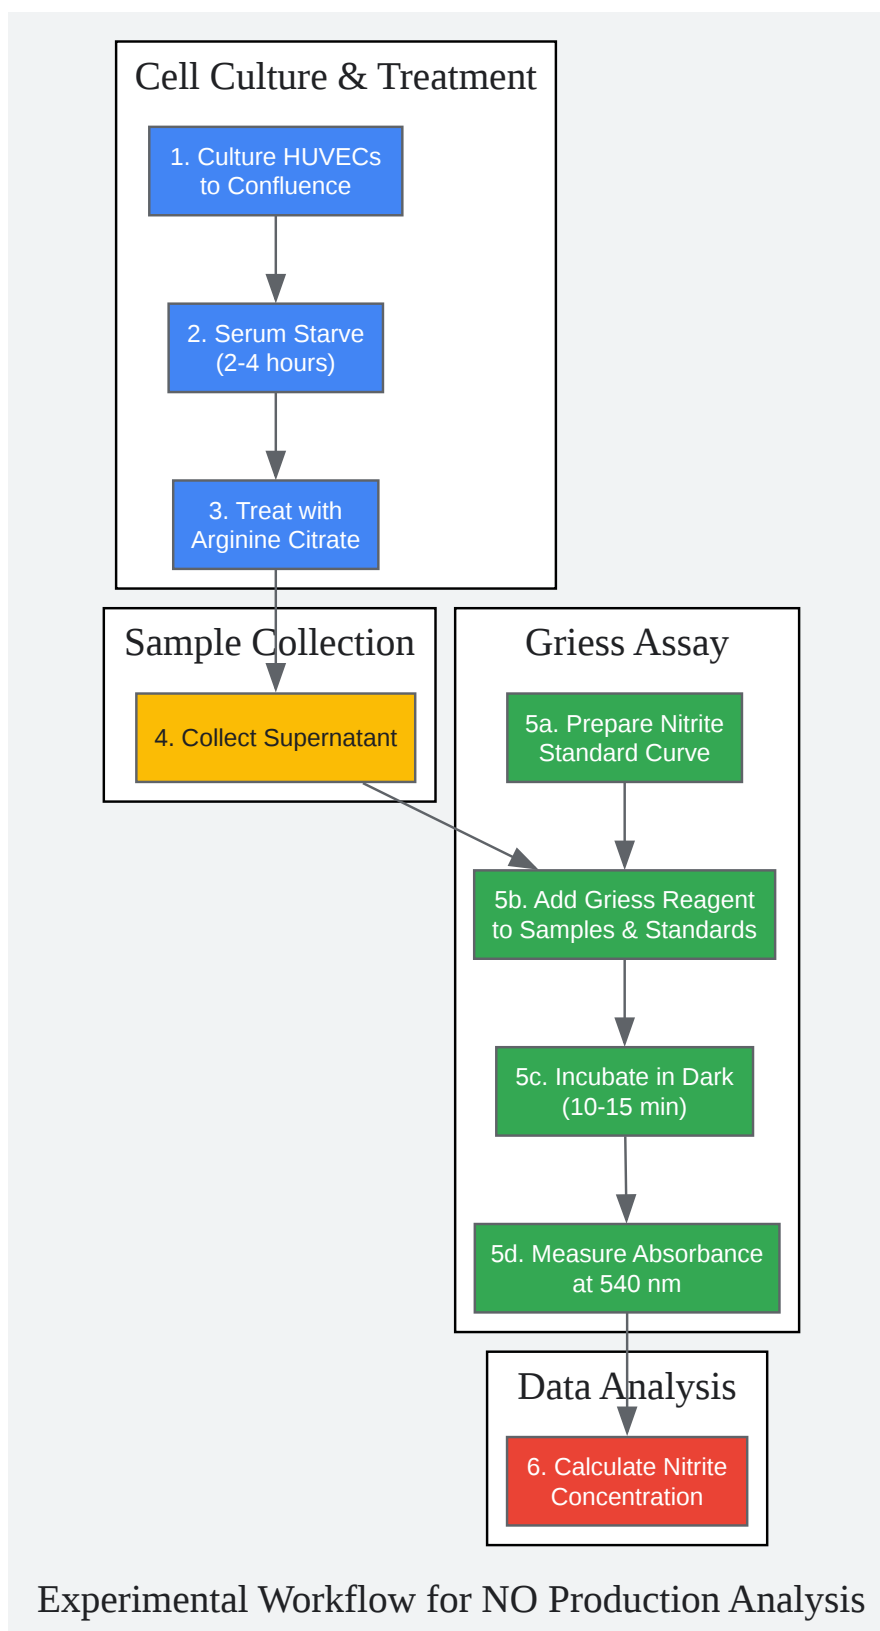 Cell Culture & Treatment
1. Culture HUVECs
to Confluence
2. Serum Starve
(2-4 hours)
3. Treat with
Arginine Citrate
Sample Collection
4. Collect Supernatant
Griess Assay
5a. Prepare Nitrite
Standard Curve
5b. Add Griess Reagent
to Samples & Standards
5c. Incubate in Dark
(10-15 min)
5d. Measure Absorbance
at 540 nm
Data Analysis
6. Calculate Nitrite
Concentration
Experimental Workflow for NO Production Analysis